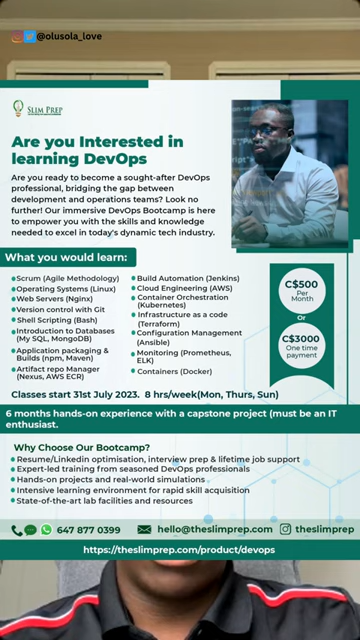 @olusola_love
SLIM PREP
Are you Interested in
learning DevOps
Are you ready to become a sought-after DevOps
professional, bridging the gap between
development and operations teams? Look no
further! Our immersive DevOps Bootcamp is here
to empower you with the skills and knowledge
needed to excel in today's dynamic tech industry.
What you would learn:
Scrum (Agile Methodology)
Operating Systems (Linux)
Web Servers (Nginx)
Version control with Git
Shell Scripting (Bash)
Introduction to Databases
(My SQL, MongoDB)
Application packaging &
Builds (npm, Maven)
Artifact repo Manager
(Nexus, AWS ECR)
Build Automation (Jenkins)
Cloud Engineering (AWS)
Container Orchestration
(Kubernetes)
Infrastructure as a code
(Terraform)
Configuration Management
(Ansible)
Monitoring (Prometheus,
ELK)
Containers (Docker)
C$500
Per
Month
Or
C$3000
One time
payment
Classes start 31st July 2023. 8 hrs/week(Mon, Thurs, Sun)
6 months hands-on experience with a capstone project (must be an IT
enthusiast.
Why Choose Our Bootcamp?
Resume/Linkedin optimisation, interview prep & lifetime job support
Expert-led training from seasoned DevOps professionals
Hands-on projects and real-world simulations
Intensive learning environment for rapid skill acquisition
State-of-the-art lab facilities and resources
647 877 0399
hello@theslimprep.com
theslimprep
https://theslimprep.com/product/devops